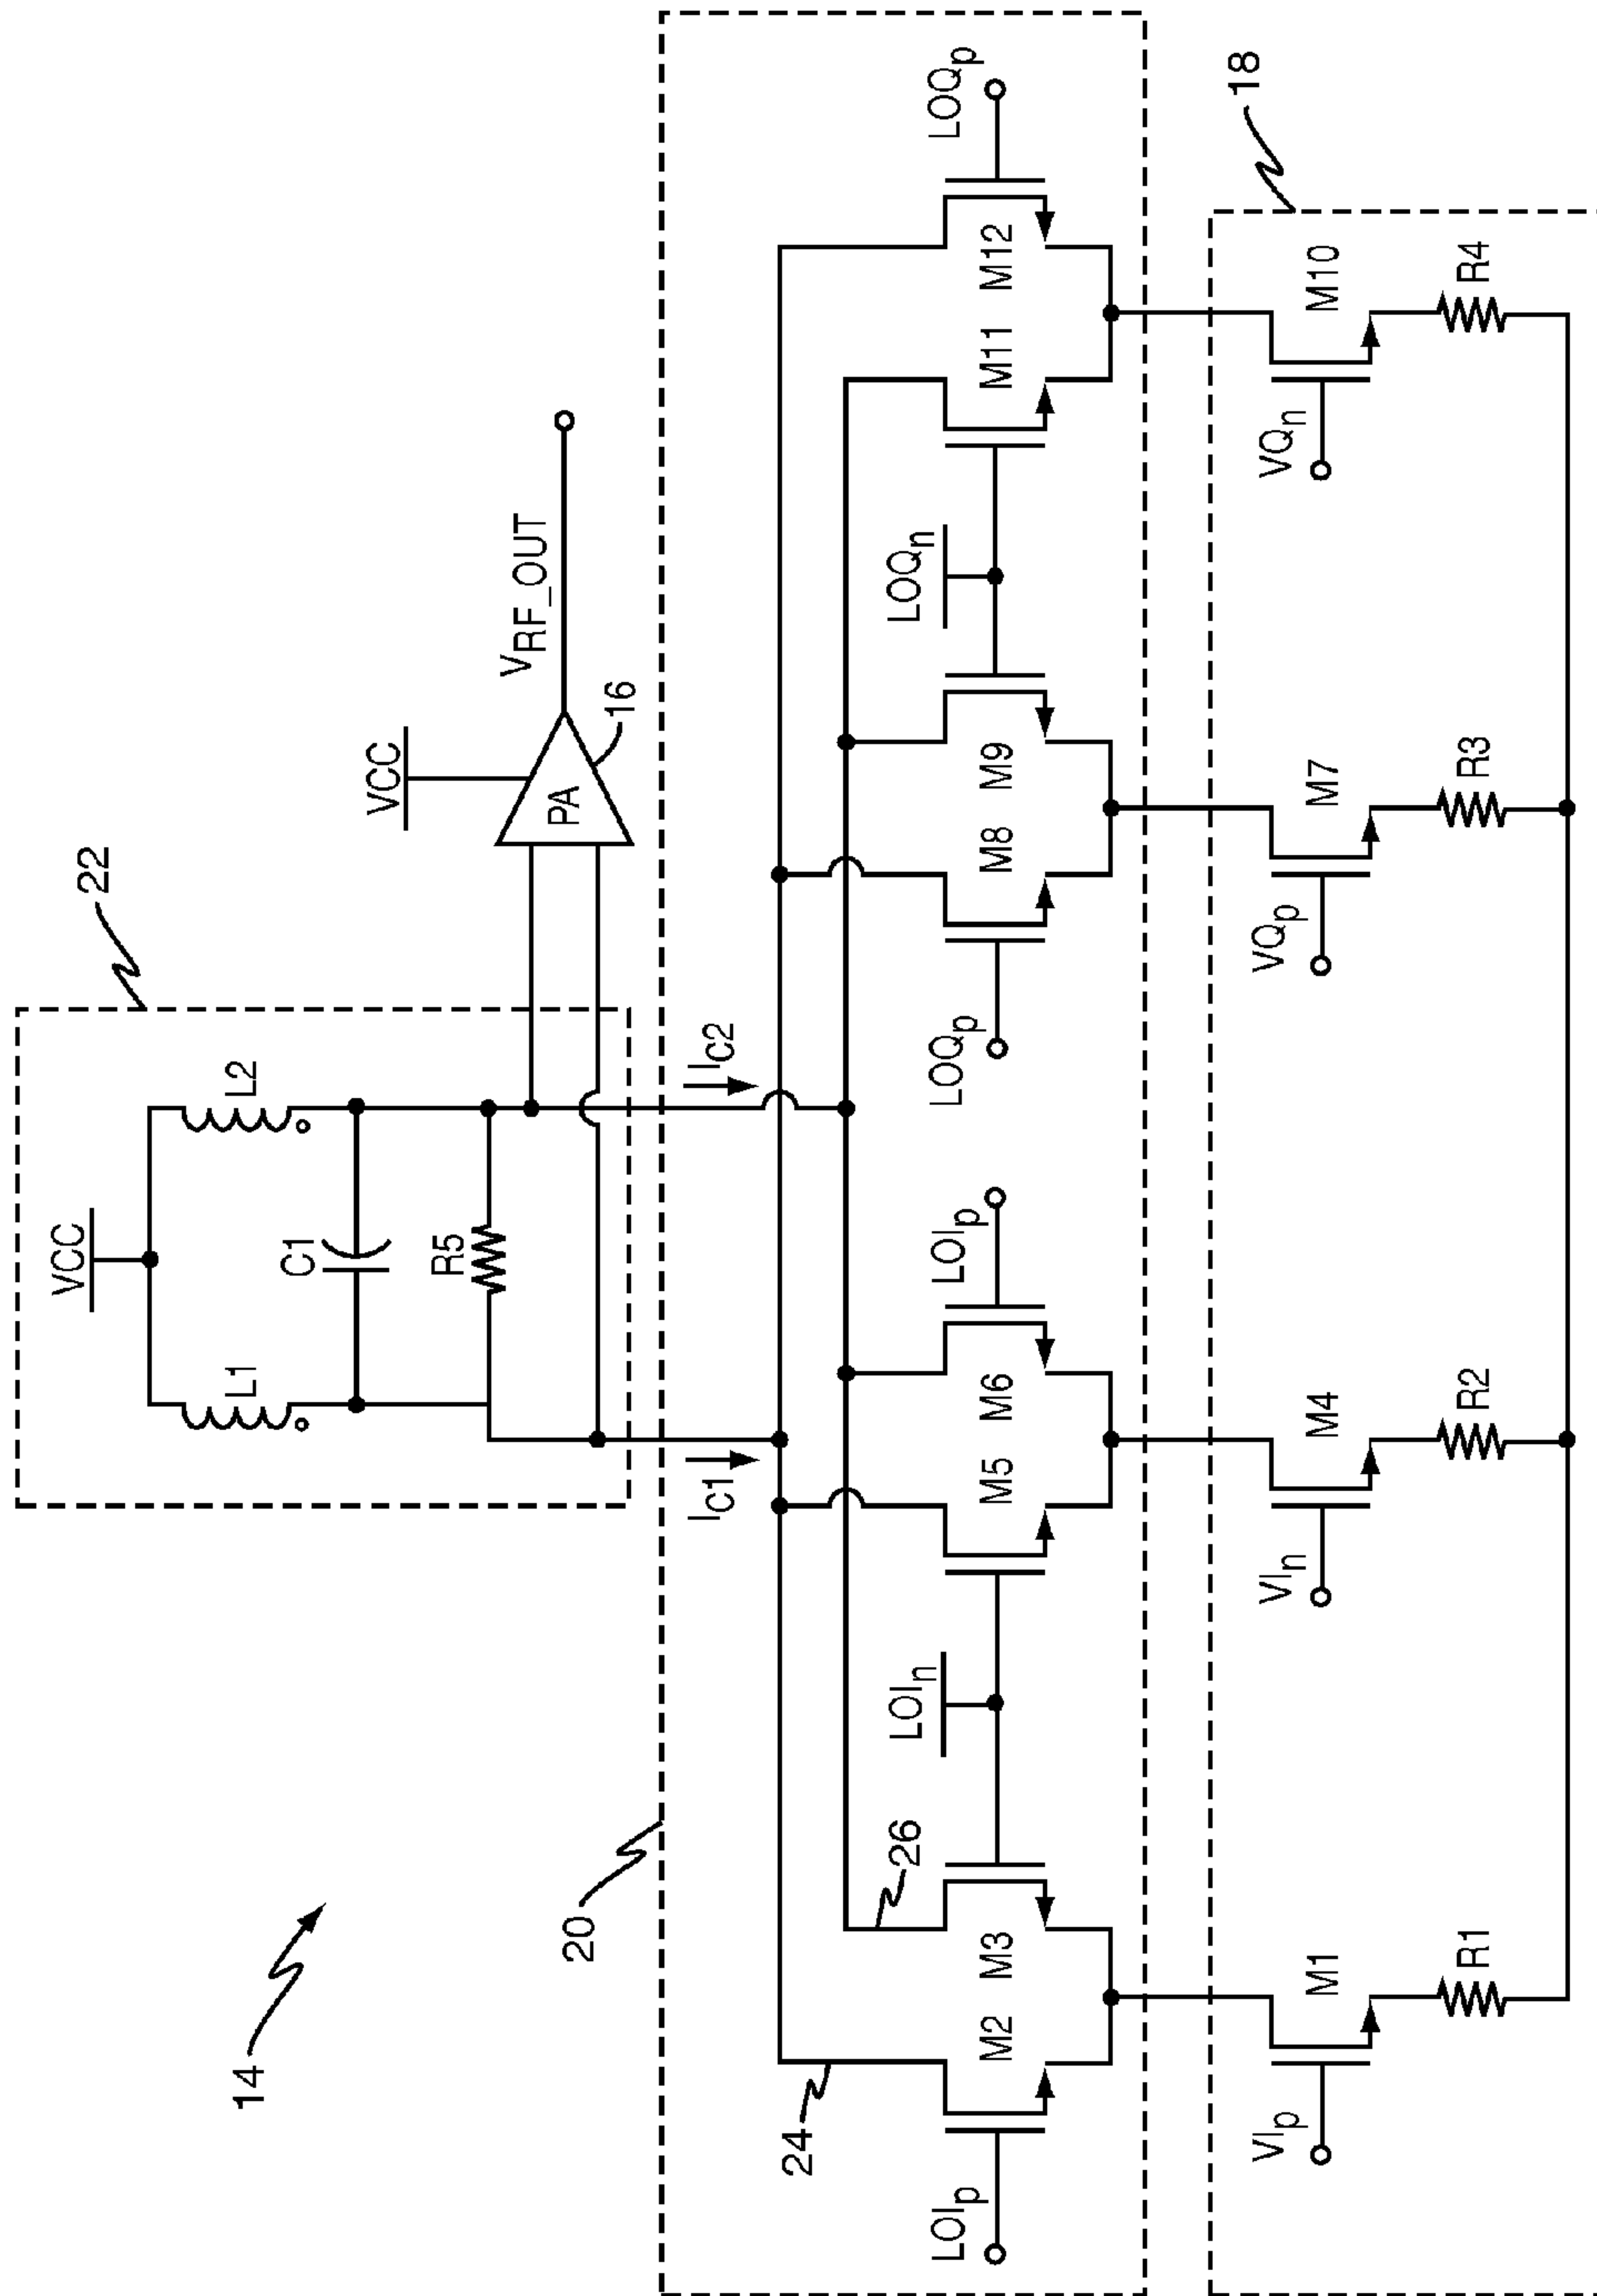 14
22
VCC
L1
L2
C1
R5
VCC
PA
16
V_RF_OUT
20
I_C1
I_C2
24
26
LOI_p
M2
M3
LOI_n
M5
M6
LOI_p
LOQ_p
M8
M9
LOQ_n
M11
M12
LOQ_p
18
VI_p
M1
VI_n
M4
VQ_p
M7
VQ_n
M10
R1
R2
R3
R4